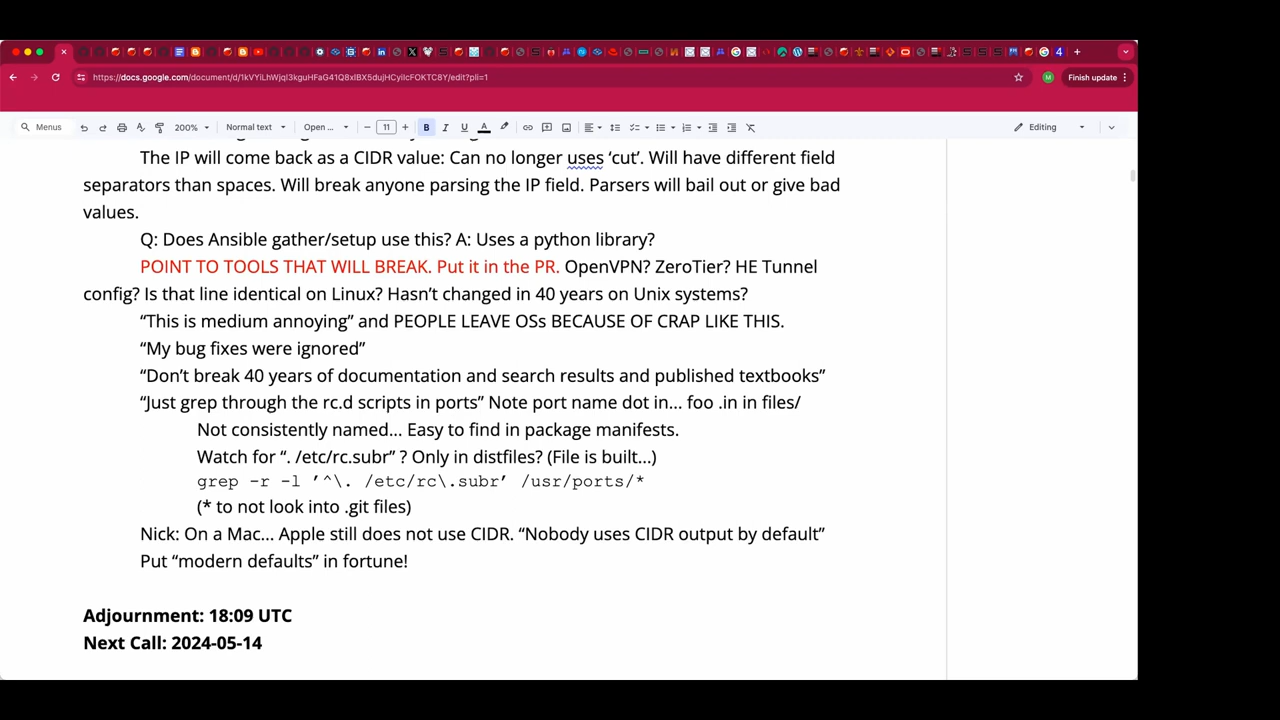 https://docs.google.com/document/d/1kVYiLhWjqI3kguHFaG41Q8xIBX5dujHCyiIcFOKTC8Y/edit?pli=1
M
Finish update
Menus
200%
Normal text
Open ...
11
B
I
U
A
Editing
The IP will come back as a CIDR value: Can no longer uses ‘cut’. Will have different field
separators than spaces. Will break anyone parsing the IP field. Parsers will bail out or give bad
values.
Q: Does Ansible gather/setup use this? A: Uses a python library?
POINT TO TOOLS THAT WILL BREAK. Put it in the PR. OpenVPN? ZeroTier? HE Tunnel
config? Is that line identical on Linux? Hasn’t changed in 40 years on Unix systems?
“This is medium annoying” and PEOPLE LEAVE OSs BECAUSE OF CRAP LIKE THIS.
“My bug fixes were ignored”
“Don’t break 40 years of documentation and search results and published textbooks”
“Just grep through the rc.d scripts in ports” Note port name dot in... foo .in in files/
Not consistently named... Easy to find in package manifests.
Watch for “. /etc/rc.subr” ? Only in distfiles? (File is built...)
grep -r -l ’^\. /etc/rc\.subr’ /usr/ports/*
(* to not look into .git files)
Nick: On a Mac... Apple still does not use CIDR. “Nobody uses CIDR output by default”
Put “modern defaults” in fortune!
Adjournment: 18:09 UTC
Next Call: 2024-05-14